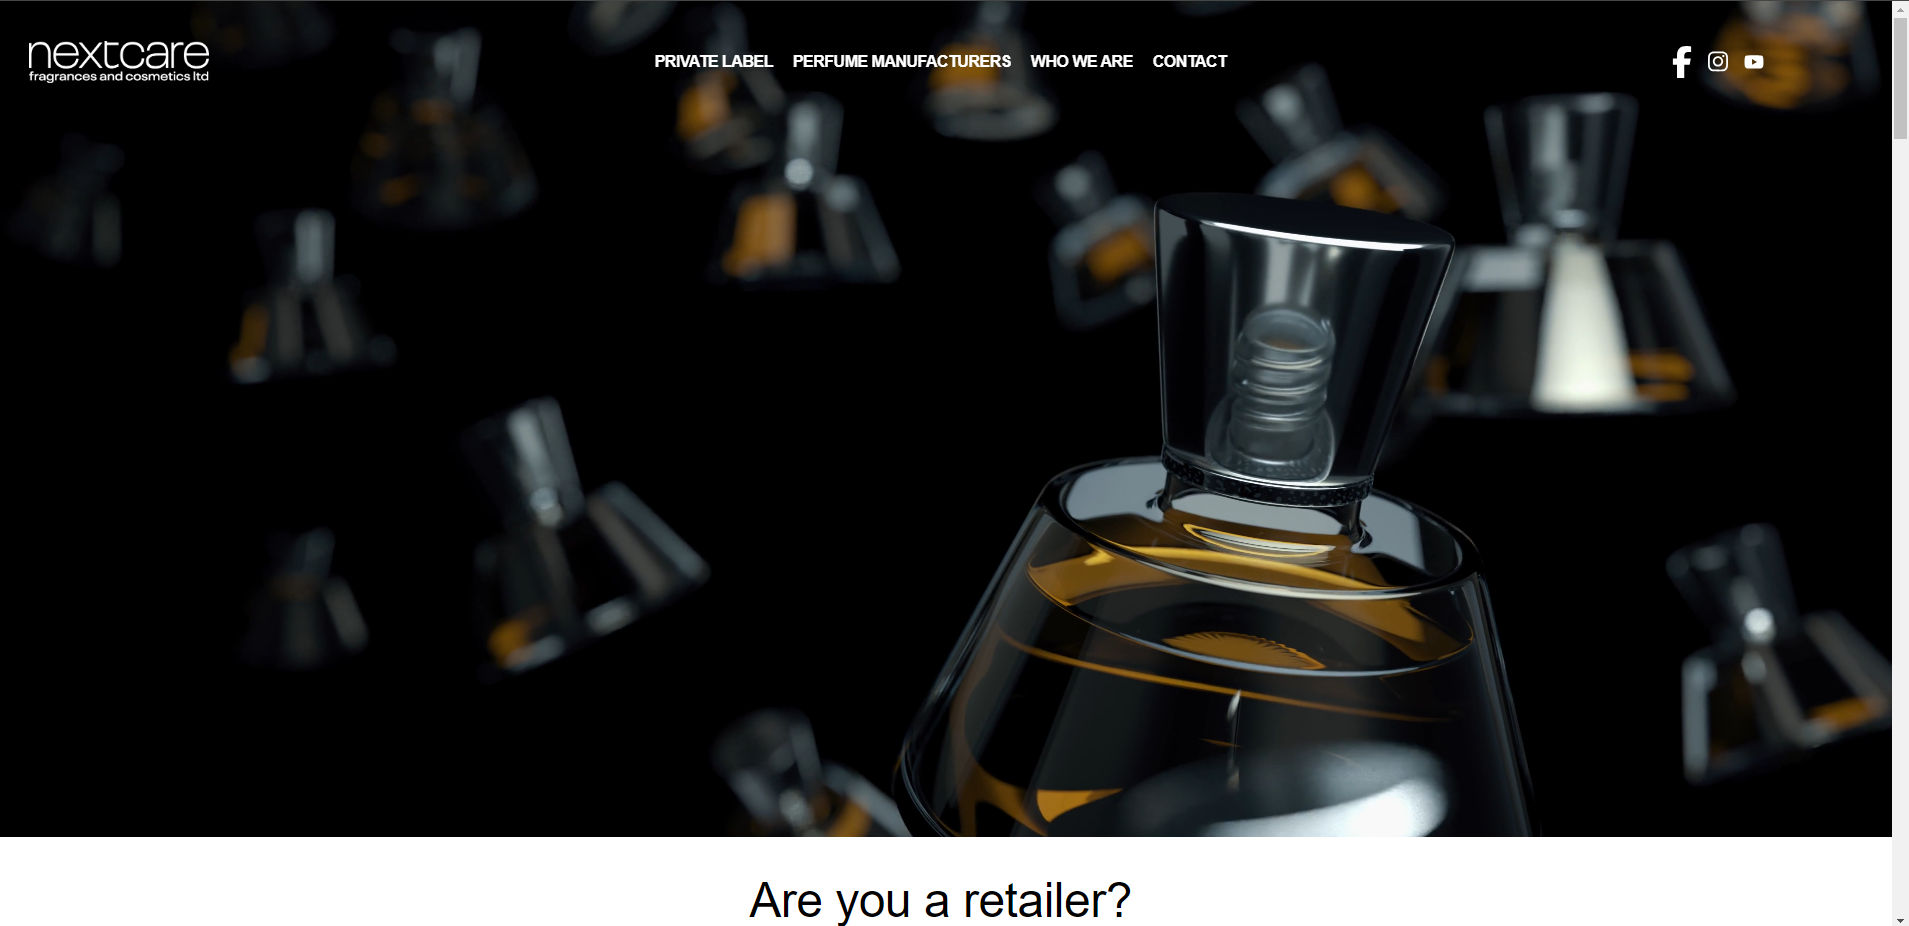 nextcare
fragrances and cosmetics ltd
PRIVATE LABEL PERFUME MANUFACTURERS WHO WE ARE CONTACT
Are you a retailer?